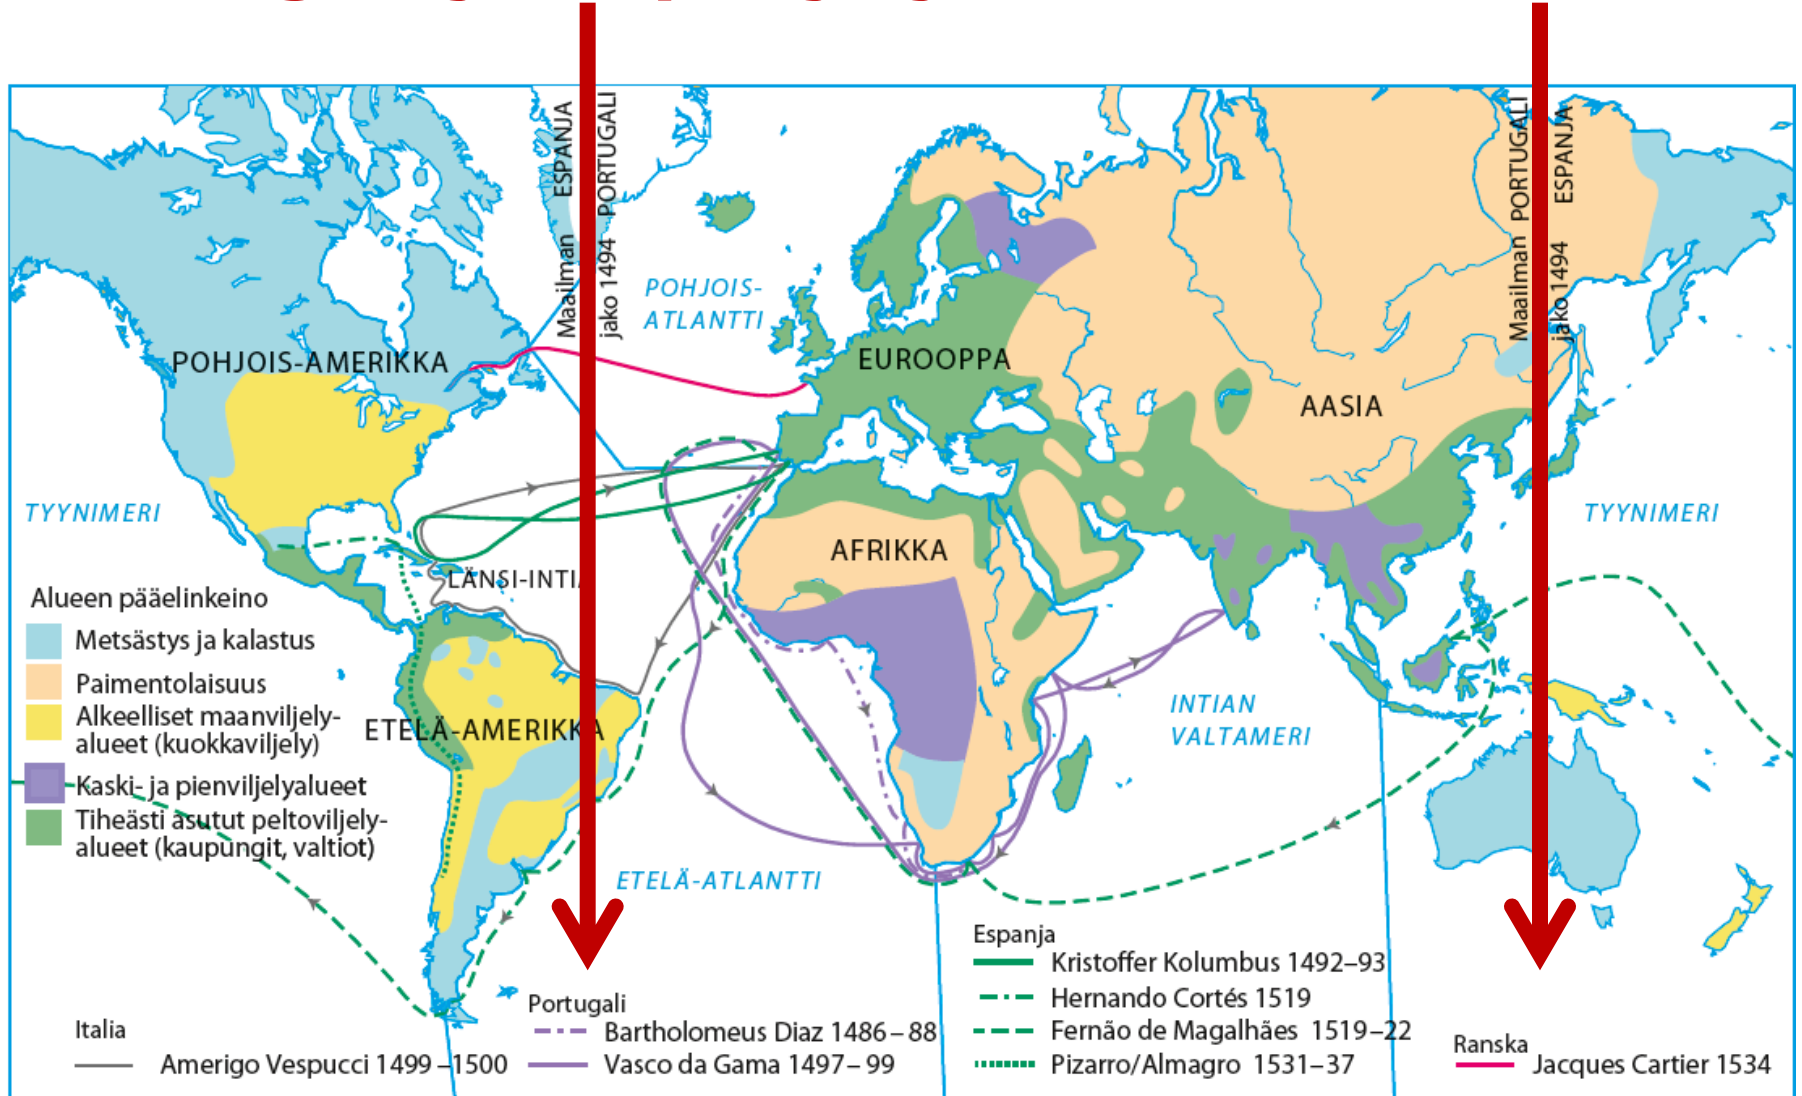 Maailman ESPANJA
jako 1494 PORTUGALI
Maailman PORTUGALI
jako 1494 ESPANJA
POHJOIS-
ATLANTTI
POHJOIS-AMERIKKA
EUROOPPA
AASIA
TYYNIMERI
TYYNIMERI
AFRIKKA
LÄNSI-INTIA
ETELÄ-AMERIKKA
INTIAN
VALTAMERI
ETELÄ-ATLANTTI
Alueen pääelinkeino
Metsästys ja kalastus
Paimentolaisuus
Alkeelliset maanviljely-
alueet (kuokkaviljely)
Kaski- ja pienviljelyalueet
Tiheästi asutut peltoviljely-
alueet (kaupungit, valtiot)
Italia
Amerigo Vespucci 1499–1500
Portugali
Bartholomeus Diaz 1486–88
Vasco da Gama 1497–99
Espanja
Kristoffer Kolumbus 1492–93
Hernando Cortés 1519
Fernão de Magalhães 1519–22
Pizarro/Almagro 1531–37
Ranska
Jacques Cartier 1534